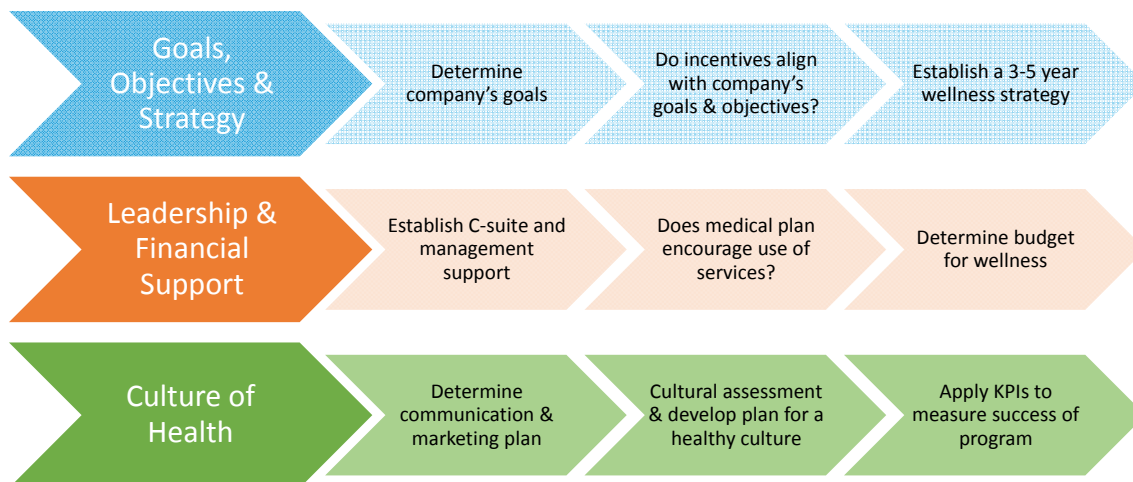 Goals,
Objectives &
Strategy
Determine
company's goals
Do incentives align
with company's
goals & objectives?
Establish a 3-5 year
wellness strategy
Leadership &
Financial
Support
Establish C-suite and
management
support
Does medical plan
encourage use of
services?
Determine budget
for wellness
Culture of
Health
Determine
communication &
marketing plan
Cultural assessment
& develop plan for a
healthy culture
Apply KPIs to
measure success of
program